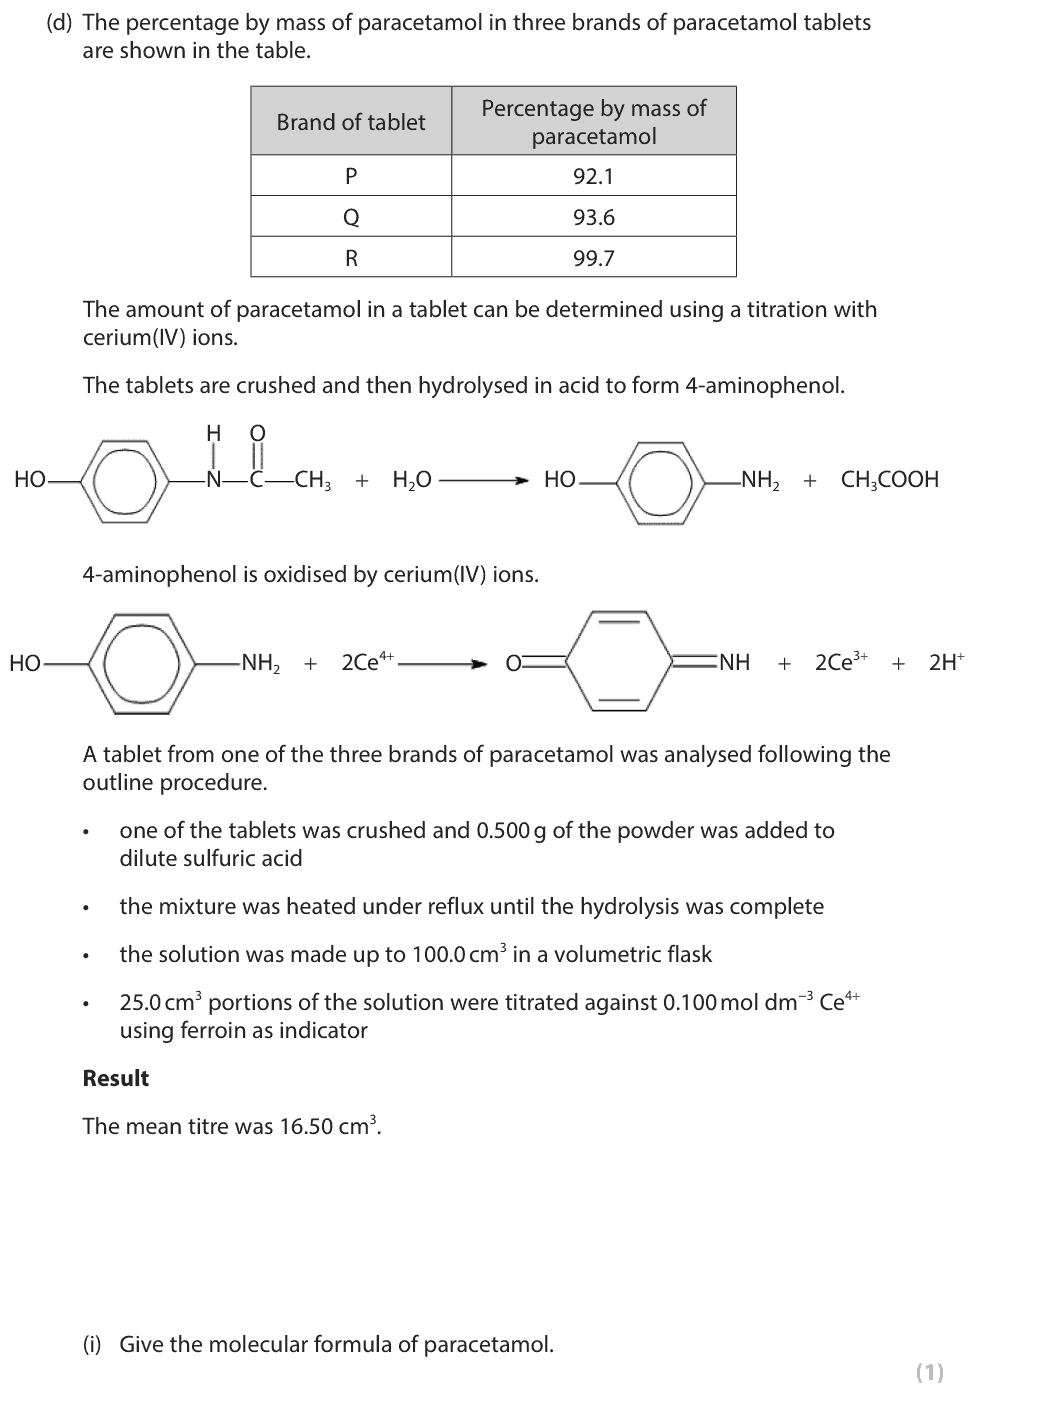 (d) The percentage by mass of paracetamol in three brands of paracetamol tablets
are shown in the table.
Brand of tablet
Percentage by mass of
paracetamol
P 92.1
Q 93.6
R 99.7
The amount of paracetamol in a tablet can be determined using a titration with
cerium(IV) ions.
The tablets are crushed and then hydrolysed in acid to form 4-aminophenol.
H O
HO N C CH₃ + H₂O HO NH₂ + CH₃COOH
4-aminophenol is oxidised by cerium(IV) ions.
HO NH₂ + 2Ce⁴⁺ O NH + 2Ce³⁺ + 2H⁺
A tablet from one of the three brands of paracetamol was analysed following the
outline procedure.
• one of the tablets was crushed and 0.500 g of the powder was added to
dilute sulfuric acid
• the mixture was heated under reflux until the hydrolysis was complete
• the solution was made up to 100.0 cm³ in a volumetric flask
• 25.0 cm³ portions of the solution were titrated against 0.100 mol dm⁻³ Ce⁴⁺
using ferroin as indicator
Result
The mean titre was 16.50 cm³.
(i) Give the molecular formula of paracetamol.
(1)